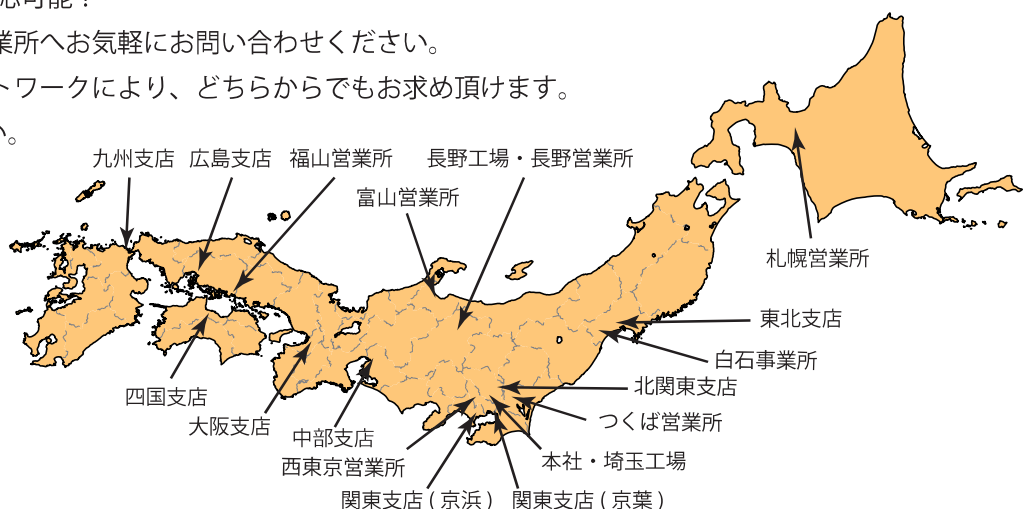 応可能！
業所へお気軽にお問い合わせください。
トワークにより、どちらからでもお求め頂けます。
い。
九州支店 広島支店 福山営業所 長野工場・長野営業所
富山営業所
札幌営業所
東北支店
白石事業所
北関東支店
四国支店
つくば営業所
大阪支店
中部支店
本社・埼玉工場
西東京営業所
関東支店 ( 京浜 ) 関東支店 ( 京葉 )